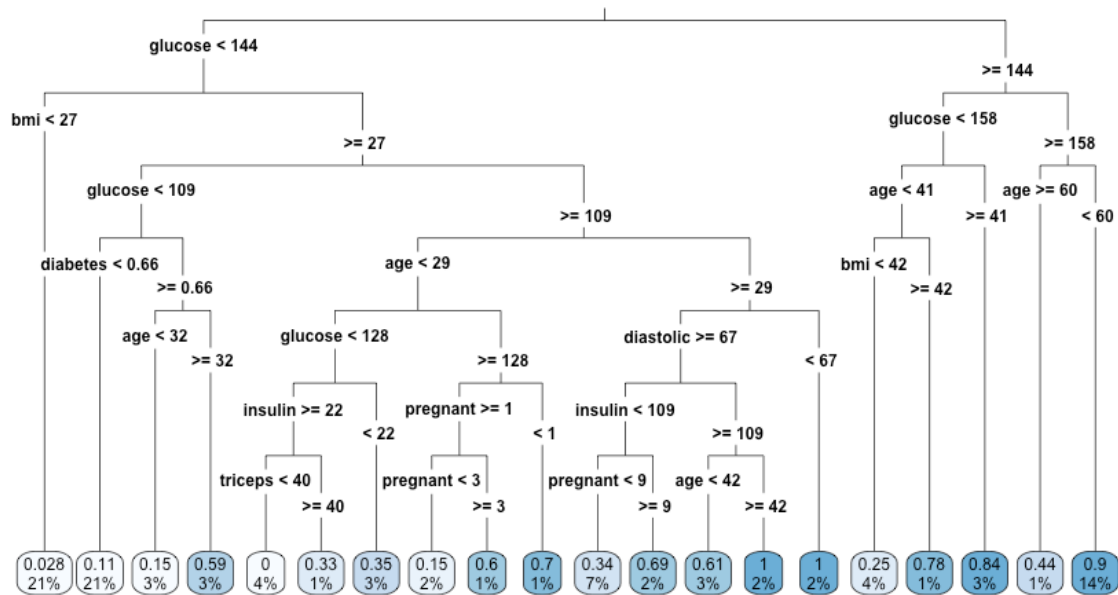 glucose < 144
>= 144
bmi < 27
glucose < 158
>= 27
>= 158
glucose < 109
age < 41
age >= 60
>= 109
>= 41
< 60
diabetes < 0.66
age < 29
bmi < 42
>= 0.66
>= 29
>= 42
age < 32
glucose < 128
diastolic >= 67
>= 32
>= 128
< 67
insulin >= 22
pregnant >= 1
insulin < 109
< 22
< 1
>= 109
triceps < 40
pregnant < 3
pregnant < 9
age < 42
>= 40
>= 3
>= 9
>= 42
0.028 0.11 0.15 0.59 0 0.33 0.35 0.15 0.6 0.7 0.34 0.69 0.61 1 1 0.25 0.78 0.84 0.44 0.9
21% 21% 3% 3% 4% 1% 3% 2% 1% 1% 7% 2% 3% 2% 2% 4% 1% 3% 1% 14%